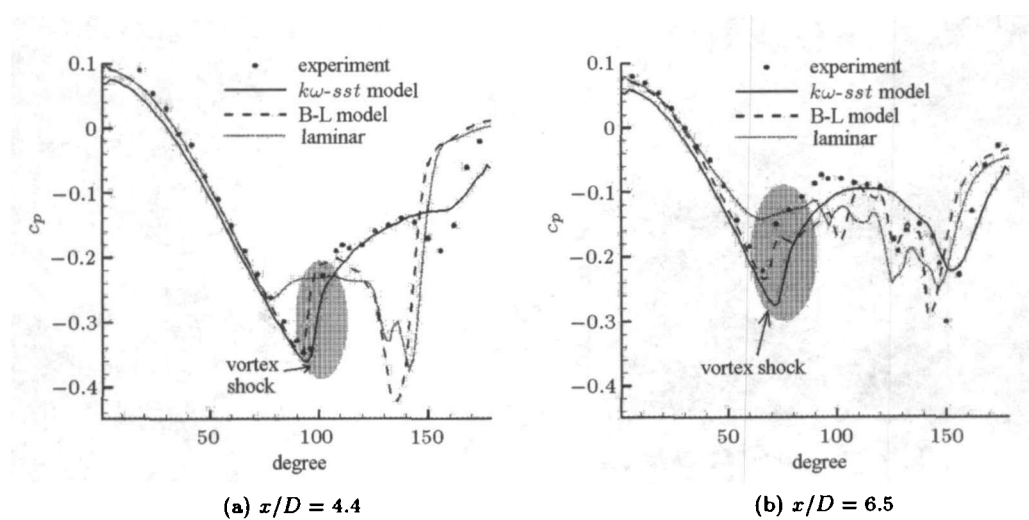 0.1
0
−0.1
−0.2
−0.3
−0.4
c_p
50
100
150
degree
experiment
kω-sst model
B-L model
laminar
vortex
shock
(a) x/D = 4.4
0.1
0
−0.1
−0.2
−0.3
−0.4
c_p
50
100
150
degree
experiment
kω-sst model
B-L model
laminar
vortex shock
(b) x/D = 6.5